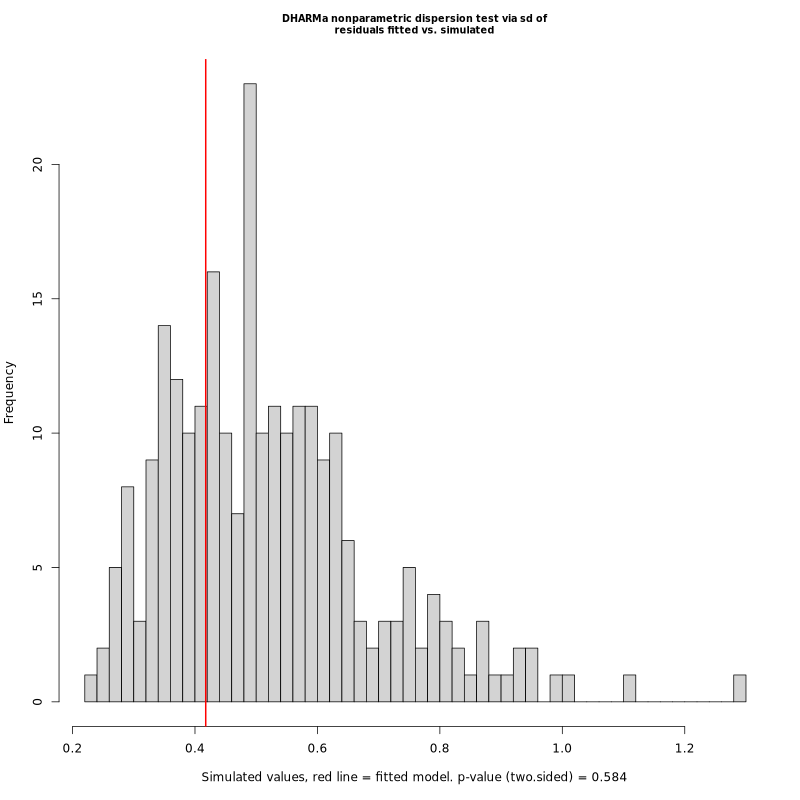 DHARMa nonparametric dispersion test via sd of
residuals fitted vs. simulated
Frequency
20
15
10
5
0
0.2 0.4 0.6 0.8 1.0 1.2
Simulated values, red line = fitted model. p-value (two.sided) = 0.584